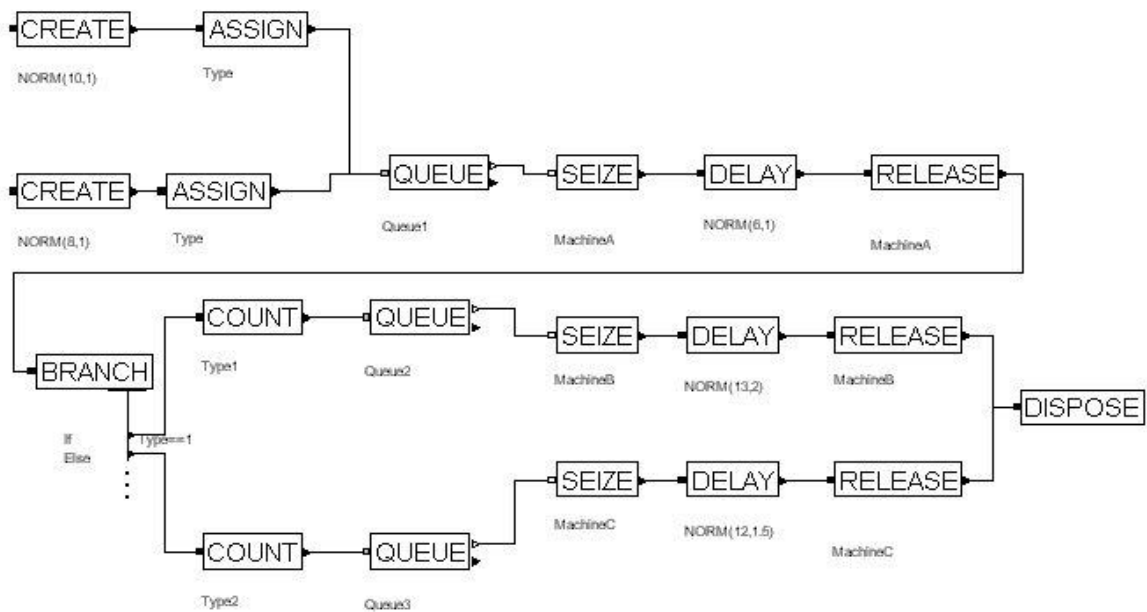 CREATE ASSIGN
NORM(10,1) Type
CREATE ASSIGN QUEUE SEIZE DELAY RELEASE
NORM(8,1) Type Queue1 MachineA NORM(6,1) MachineA
COUNT QUEUE SEIZE DELAY RELEASE
Type1 Queue2 MachineB NORM(13,2) MachineB
BRANCH
If Type==1
Else
DISPOSE
SEIZE DELAY RELEASE
MachineC NORM(12,1.5) MachineC
COUNT QUEUE
Type2 Queue3